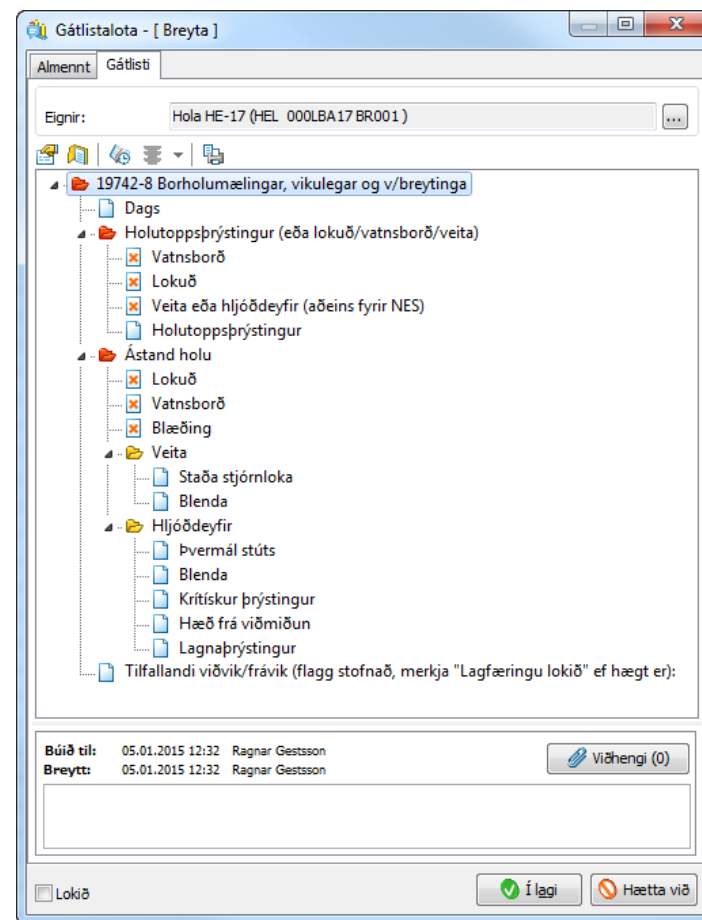 Gátlistalota - [ Breyta ]
Almennt Gátlisti
Eignir: Hola HE-17 (HEL 000LBA17 BR001 ) ...
19742-8 Borholumælingar, vikulegar og v/breytinga
Dags
Holutoppsþrýstingur (eða lokuð/vatnsborð/veita)
Vatnsborð
Lokuð
Veita eða hljóðdeyfir (aðeins fyrir NES)
Holutoppsþrýstingur
Ástand holu
Lokuð
Vatnsborð
Blæðing
Veita
Staða stjórnloka
Blenda
Hljóðdeyfir
Þvermál stúts
Blenda
Krítískur þrýstingur
Hæð frá viðmiðun
Lagnaþrýstingur
Tilfallandi viðvik/frávik (flagg stofnað, merkja "Lagfæringu lokið" ef hægt er):
Búið til: 05.01.2015 12:32 Ragnar Gestsson
Viðhengi (0)
Breytt: 05.01.2015 12:32 Ragnar Gestsson
Lokið Í lagi Hætta við